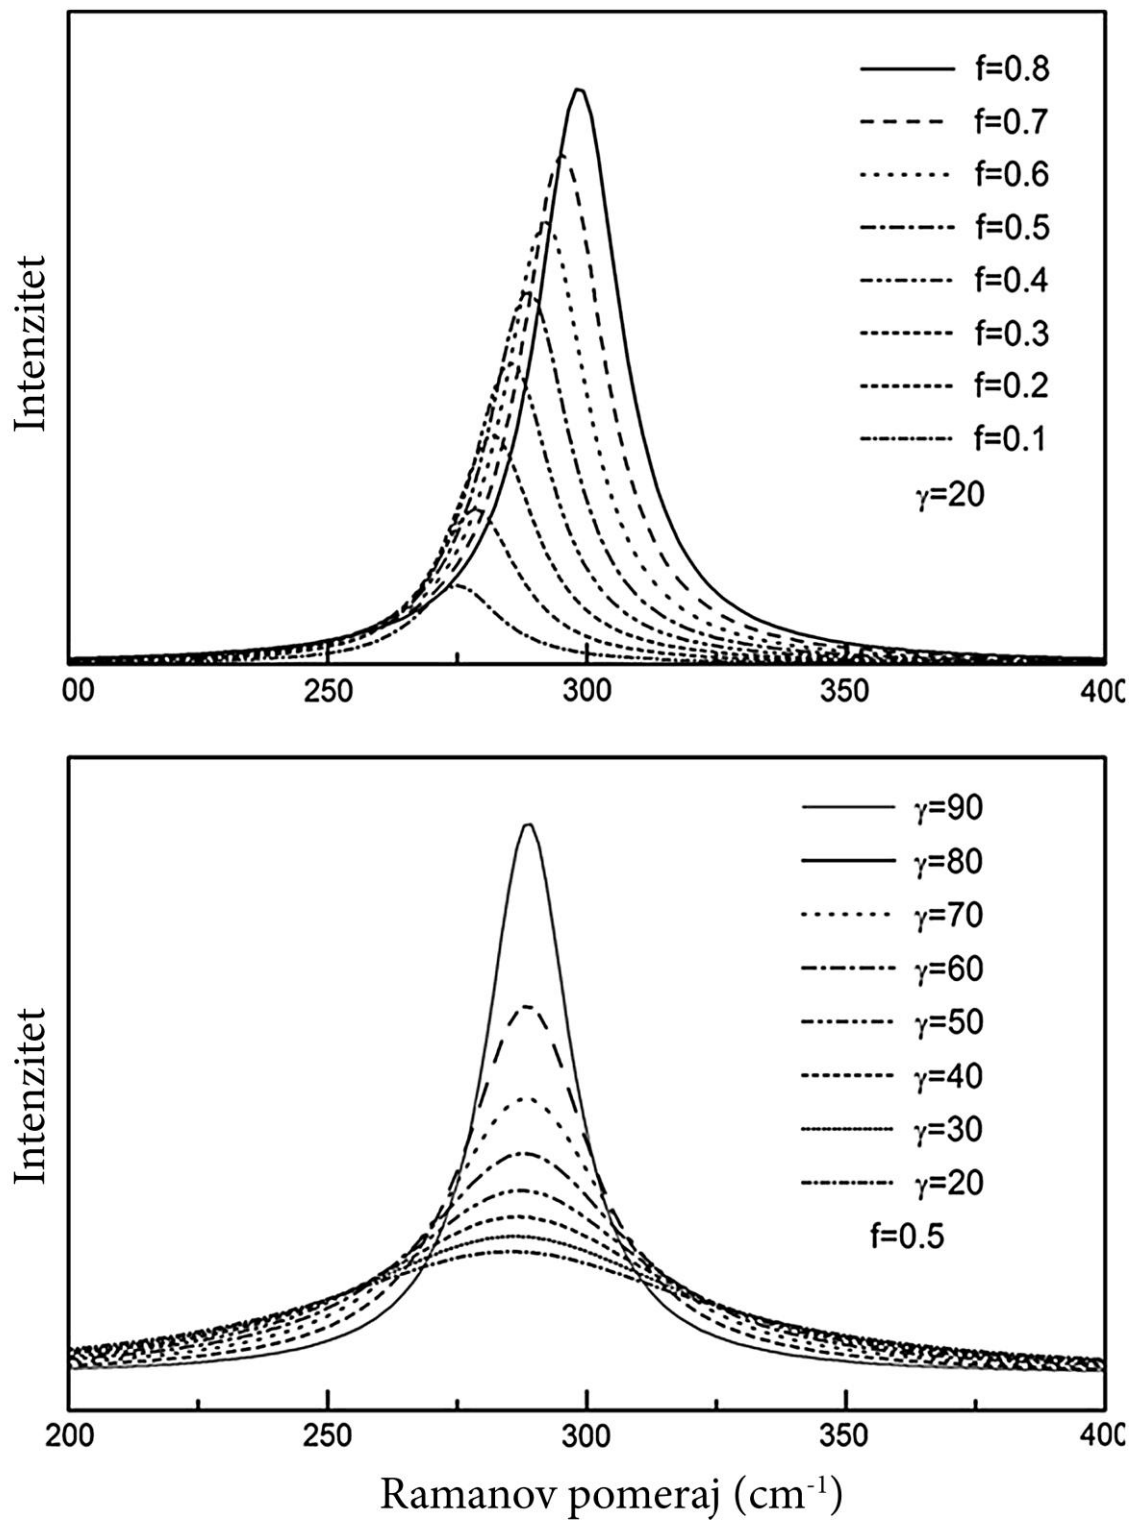 Intenzitet
f=0.8
f=0.7
f=0.6
f=0.5
f=0.4
f=0.3
f=0.2
f=0.1
γ=20
00 250 300 350 400
Intenzitet
γ=90
γ=80
γ=70
γ=60
γ=50
γ=40
γ=30
γ=20
f=0.5
200 250 300 350 400
Ramanov pomeraj (cm-1)